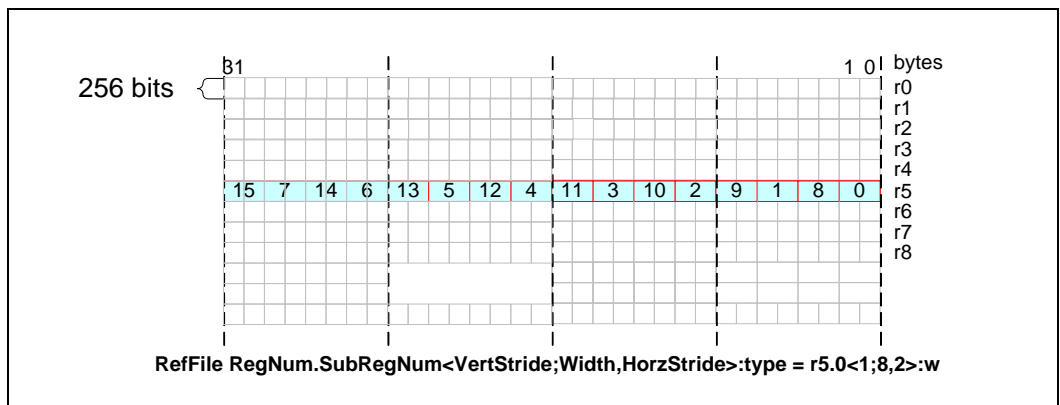 31 1 0 bytes
256 bits r0
r1
r2
r3
r4
15 7 14 6 13 5 12 4 11 3 10 2 9 1 8 0 r5
r6
r7
r8
RefFile RegNum.SubRegNum<VertStride;Width,HorzStride>:type = r5.0<1;8,2>:w